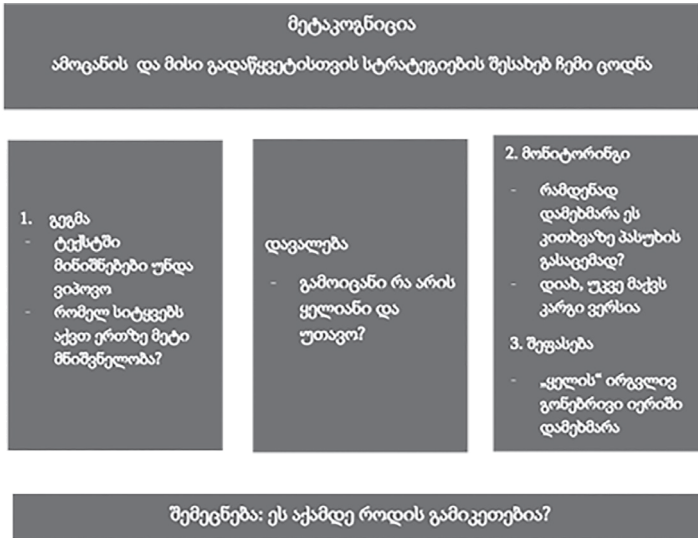 მეტაკოგნიცია
ამოცანის და მისი გადაწყვეტისთვის სტრატეგიების შესახებ ჩემი ცოდნა
1. გეგმა
- ტექსტში
მინიშნებები უნდა
ვიპოვო
- რომელ სიტყვებს
აქვთ ერთზე მეტი
მნიშვნელობა?
დავალება
- გამოიცანი რა არის
ყელიანი და
უთავო?
2. მონიტორინგი
- რამდენად
დამეხმარა ეს
კითხვაზე პასუხის
გასაცემად?
- დიახ, უკვე მაქვს
კარგი ვერსია
3. შეფასება
- „ყელის“ ირგვლივ
გონებრივი იერიში
დამეხმარა
შემეცნება: ეს აქამდე როდის გამიკეთებია?